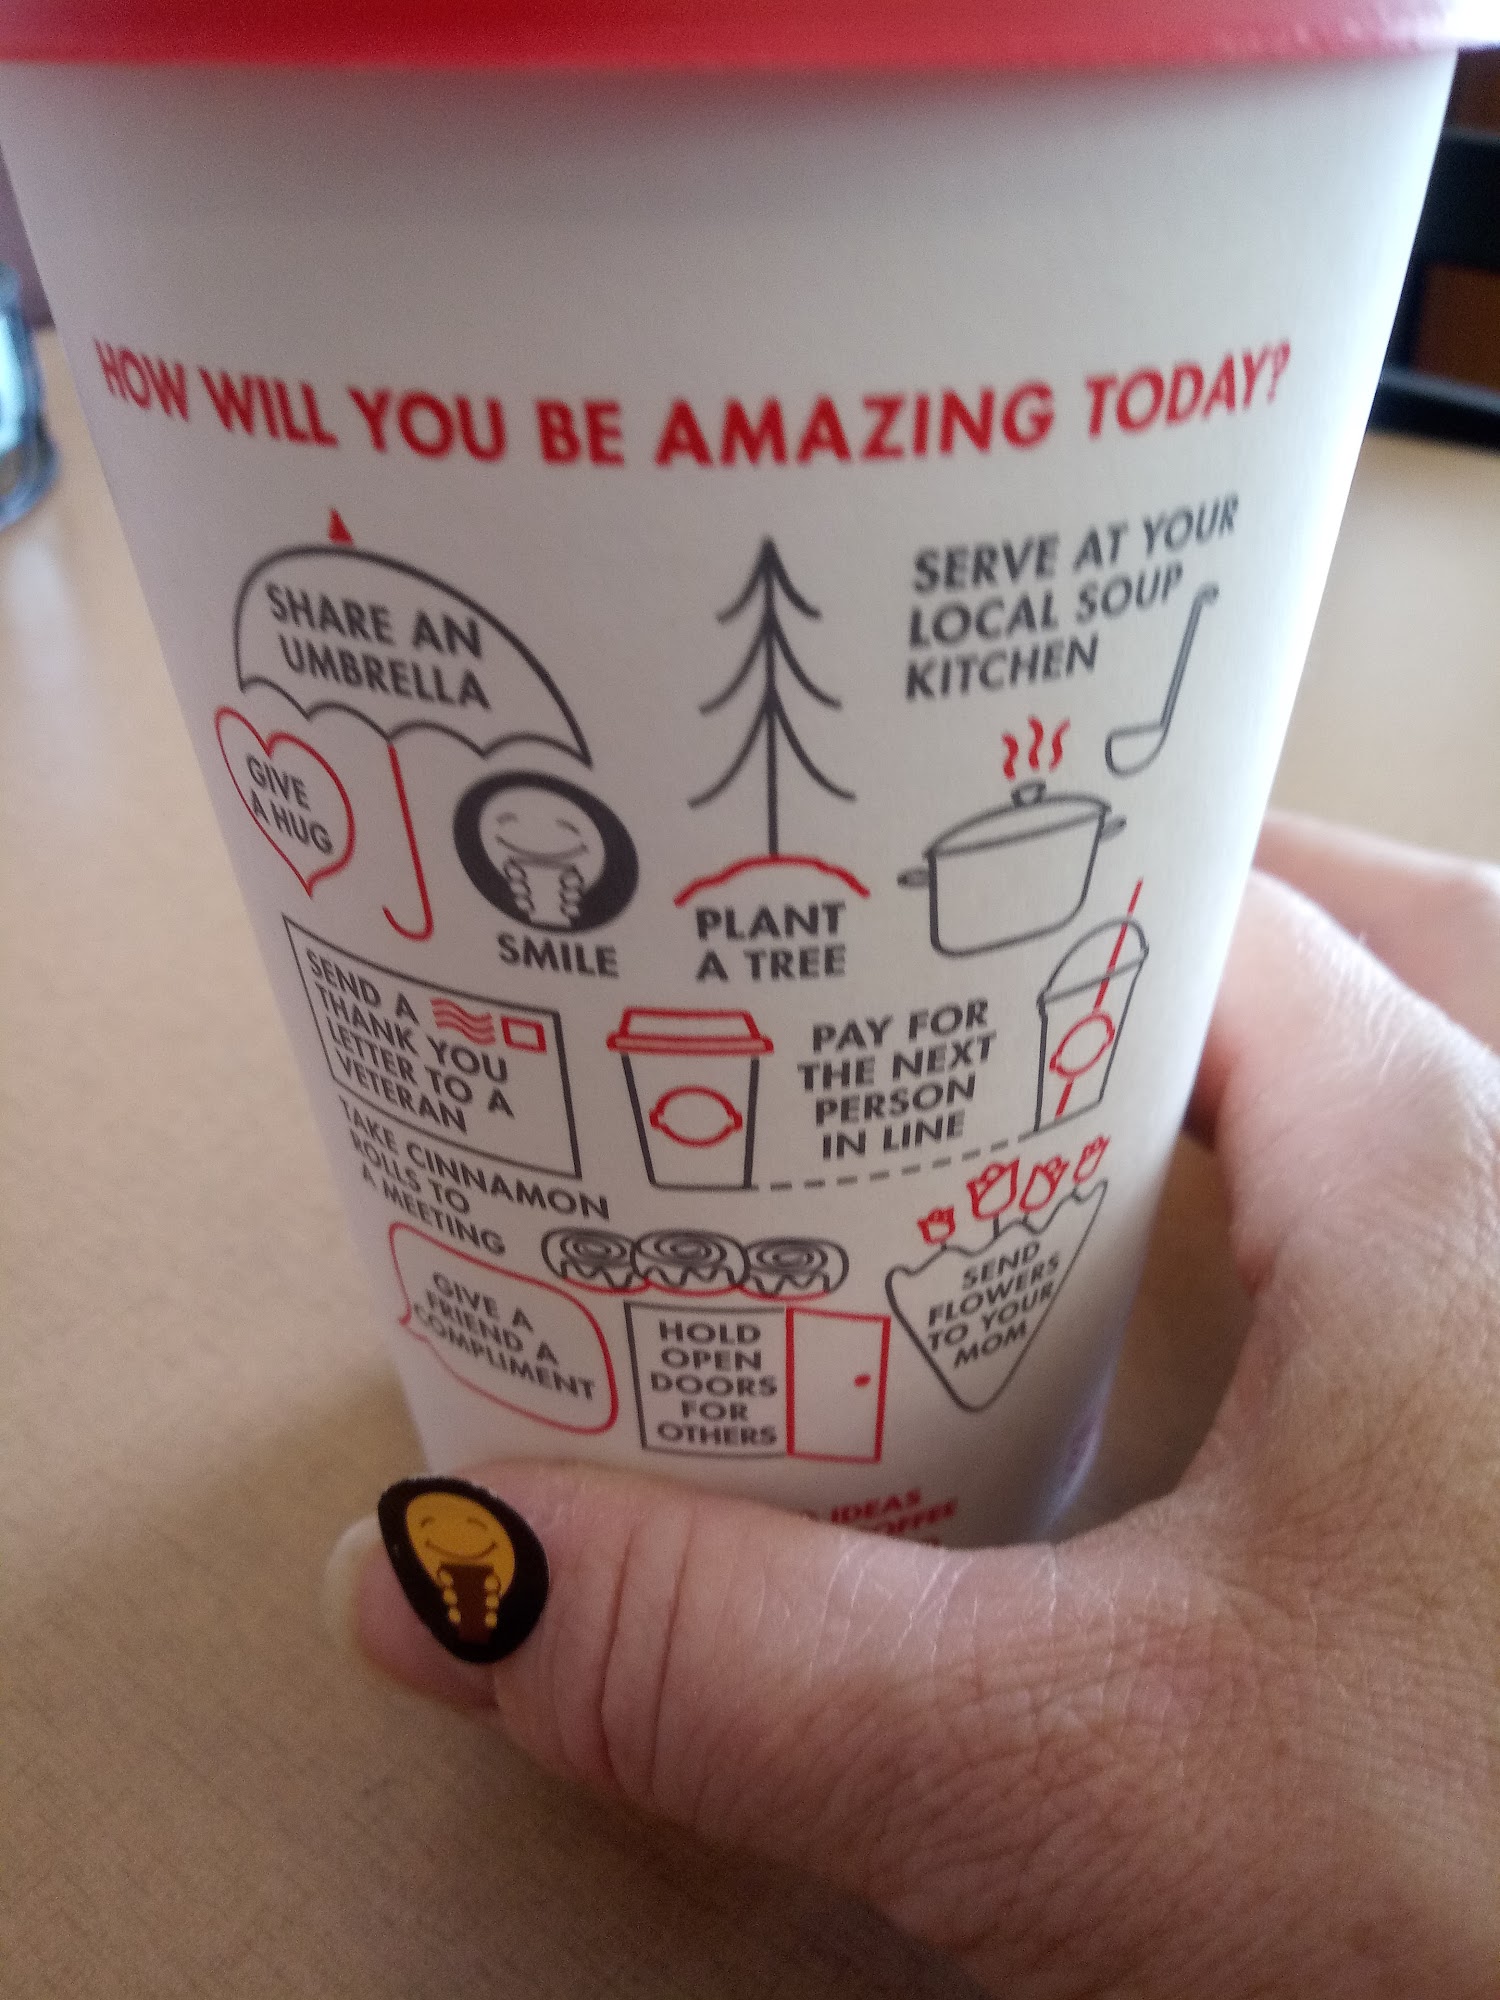 HOW WILL YOU BE AMAZING TODAY?
SHARE AN
UMBRELLA
GIVE
A HUG
SMILE
PLANT
A TREE
SERVE AT YOUR
LOCAL SOUP
KITCHEN
SEND A
THANK YOU
LETTER TO A
VETERAN
PAY FOR
THE NEXT
PERSON
IN LINE
TAKE CINNAMON
ROLLS TO
A MEETING
GIVE A
FRIEND A
COMPLIMENT
HOLD
OPEN
DOORS
FOR
OTHERS
SEND
FLOWERS
TO YOUR
MOM
IDEAS